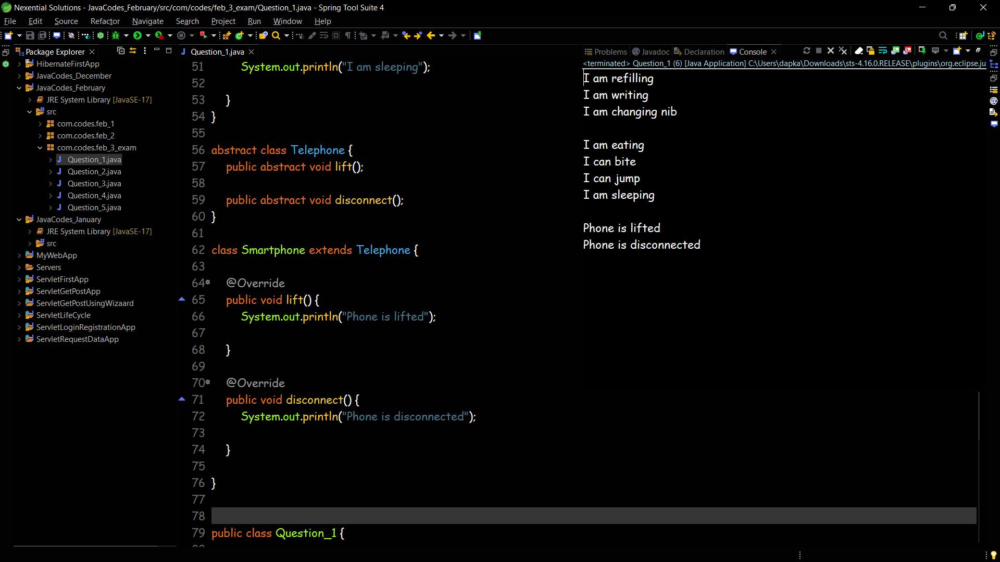 Nexential Solutions - JavaCodes_February/src/com/codes/feb_3_exam/Question_1.java - Spring Tool Suite 4
File Edit Source Refactor Navigate Search Project Run Window Help
Package Explorer
HibernateFirstApp
JavaCodes_December
JavaCodes_February
JRE System Library [JavaSE-17]
src
com.codes.feb_1
com.codes.feb_2
com.codes.feb_3_exam
Question_1.java
Question_2.java
Question_3.java
Question_4.java
Question_5.java
JavaCodes_January
JRE System Library [JavaSE-17]
src
MyWebApp
Servers
ServletFirstApp
ServletGetPostApp
ServletGetPostUsingWizaard
ServletLifeCycle
ServletLoginRegistrationApp
ServletRequestDataApp
Question_1.java
51 System.out.println("I am sleeping");
52
53 }
54 }
55
56 abstract class Telephone {
57 public abstract void lift();
58
59 public abstract void disconnect();
60 }
61
62 class Smartphone extends Telephone {
63
64 @Override
65 public void lift() {
66 System.out.println("Phone is lifted");
67
68 }
69
70 @Override
71 public void disconnect() {
72 System.out.println("Phone is disconnected");
73
74 }
75
76 }
77
78
79 public class Question_1 {
Problems Javadoc Declaration Console
<terminated> Question_1 (6) [Java Application] C:\Users\dapka\Downloads\sts-4.16.0.RELEASE\plugins\org.eclipse.ju
I am refilling
I am writing
I am changing nib
I am eating
I can bite
I can jump
I am sleeping
Phone is lifted
Phone is disconnected